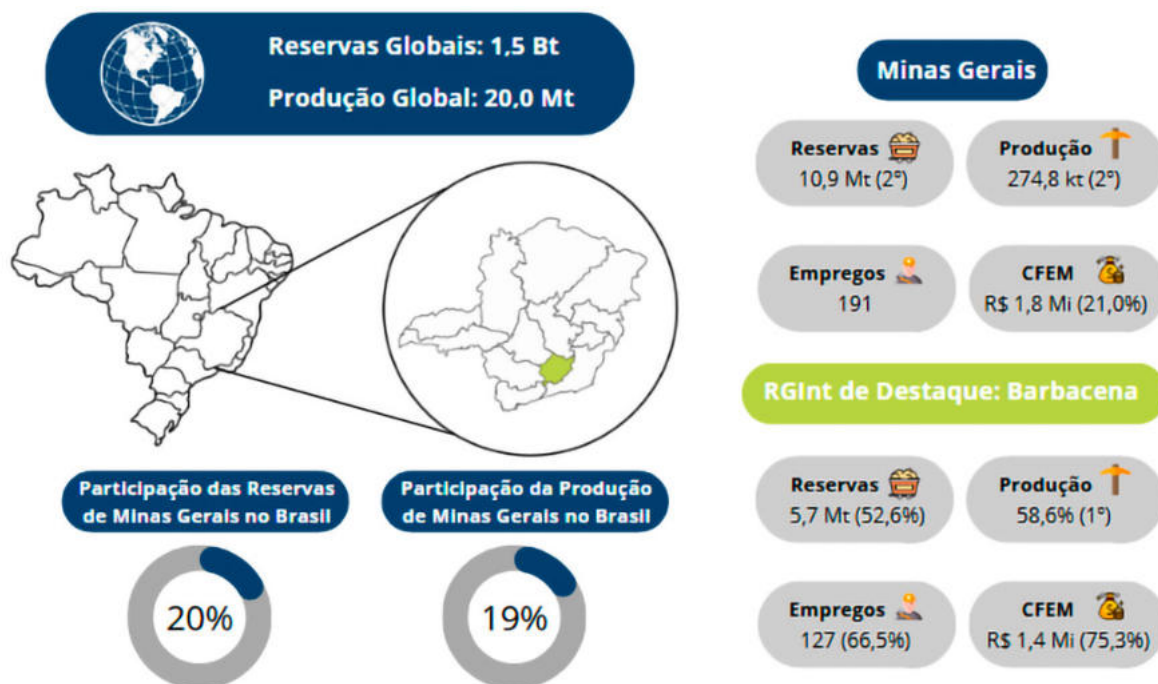 Reservas Globais: 1,5 Bt
Produção Global: 20,0 Mt
Participação das Reservas
de Minas Gerais no Brasil
20%
Participação da Produção
de Minas Gerais no Brasil
19%
Minas Gerais
Reservas
10,9 Mt (2°)
Produção
274,8 kt (2°)
Empregos
191
CFEM
R$ 1,8 Mi (21,0%)
RGInt de Destaque: Barbacena
Reservas
5,7 Mt (52,6%)
Produção
58,6% (1°)
Empregos
127 (66,5%)
CFEM
R$ 1,4 Mi (75,3%)